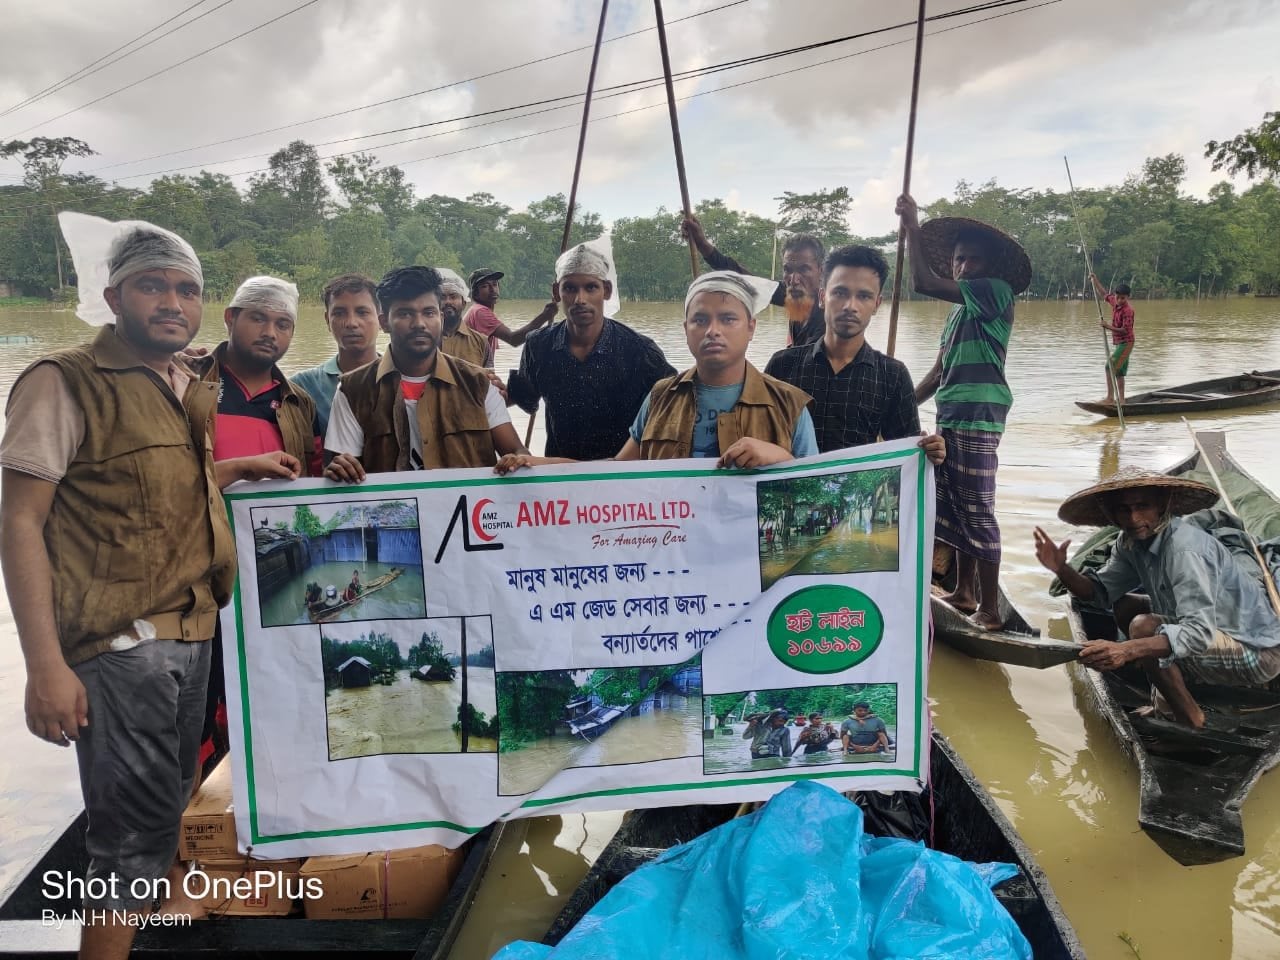 AMZ
HOSPITAL
AMZ HOSPITAL LTD.
For Amazing Care
মানুষ মানুষের জন্য - - -
এ এম জেড সেবার জন্য - - -
বন্যার্তদের পাশে - -
হট লাইন
১০৬৯৯
MEDICINE
Shot on OnePlus
By N.H Nayeem